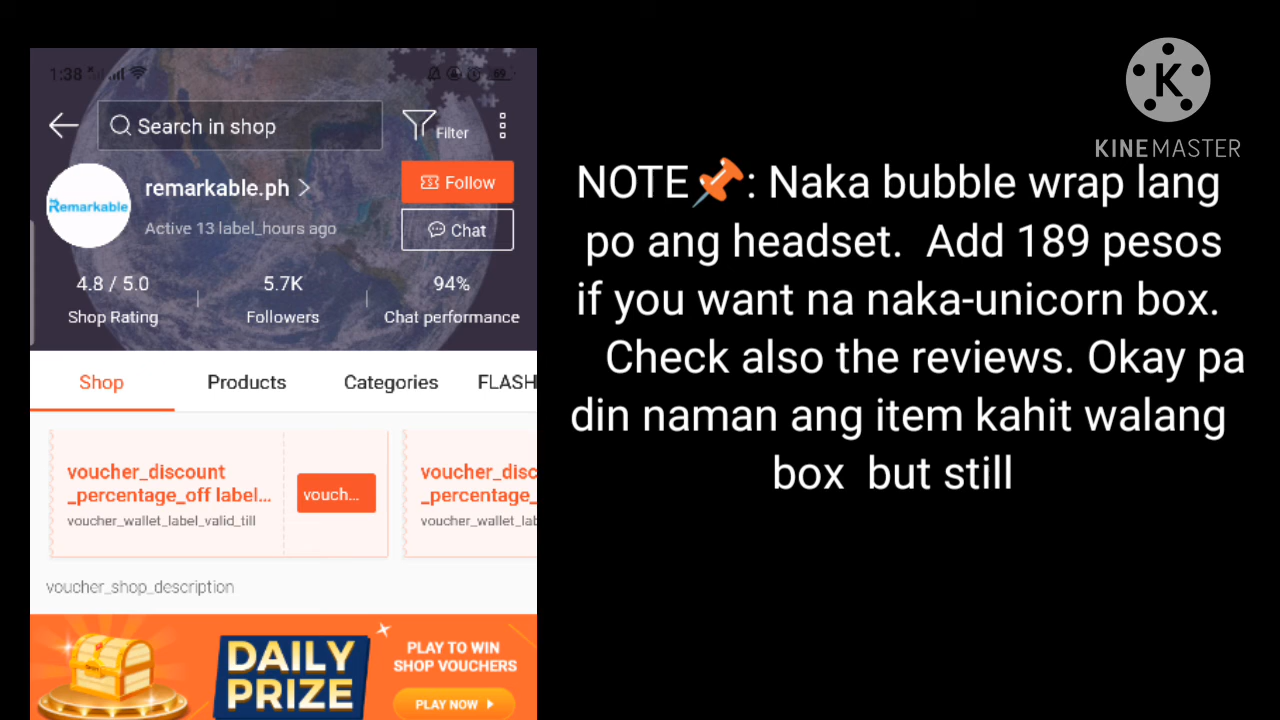 1:38
69
Search in shop
Filter
Remarkable
remarkable.ph
Follow
Active 13 label_hours ago
Chat
4.8 / 5.0
5.7K
94%
Shop Rating
Followers
Chat performance
Shop
Products
Categories
FLASH
voucher_discount
_percentage_off label...
vouch...
voucher_wallet_label_valid_till
voucher_disc
_percentage_
voucher_wallet_lab
voucher_shop_description
DAILY
PRIZE
PLAY TO WIN
SHOP VOUCHERS
PLAY NOW
K
KINEMASTER
NOTE📌: Naka bubble wrap lang
po ang headset. Add 189 pesos
if you want na naka-unicorn box.
Check also the reviews. Okay pa
din naman ang item kahit walang
box but still